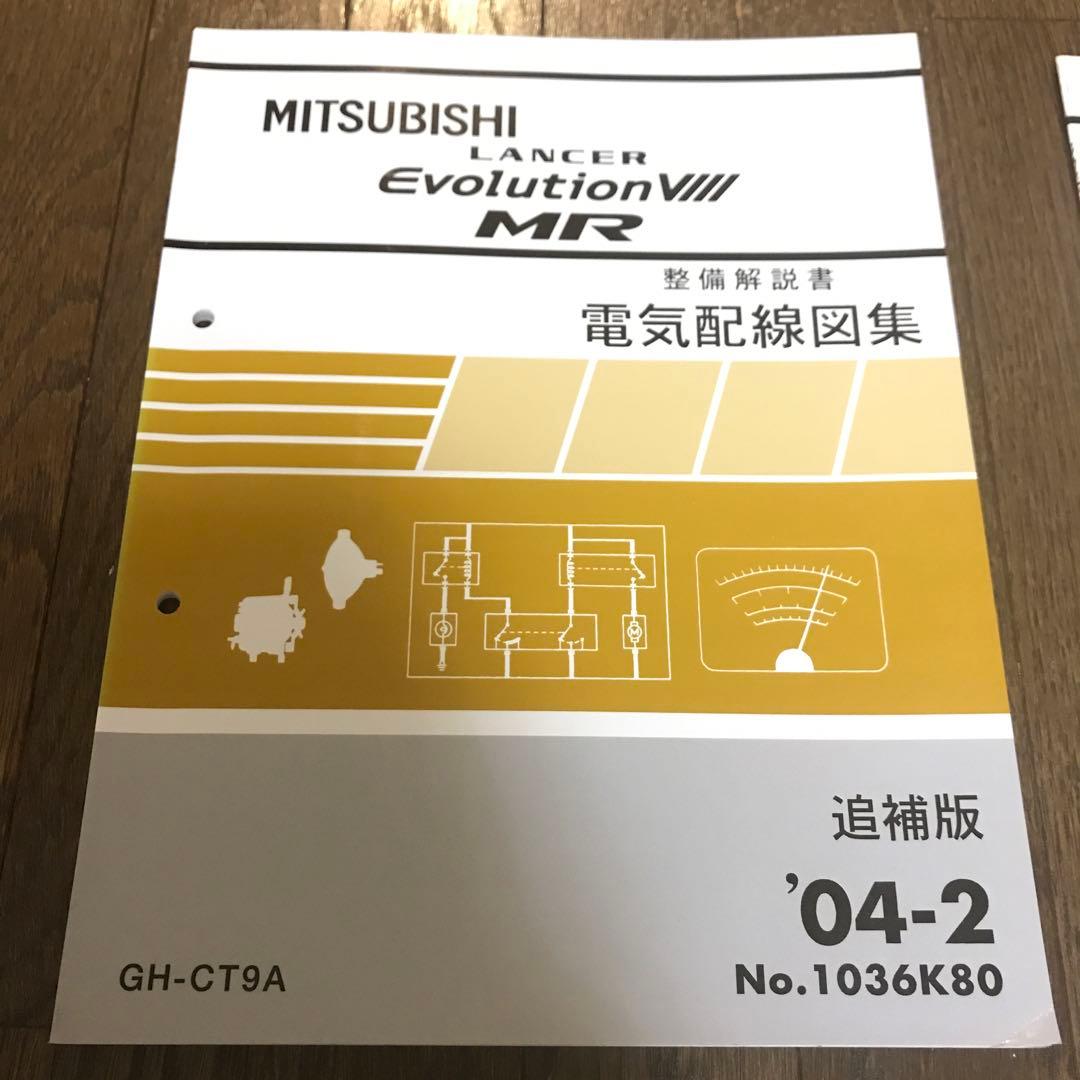 MITSUBISHI
LANCER
Evolution VIII
MR
整備解説書
電気配線図集
M
追補版
'04-2
No.1036K80
GH-CT9A